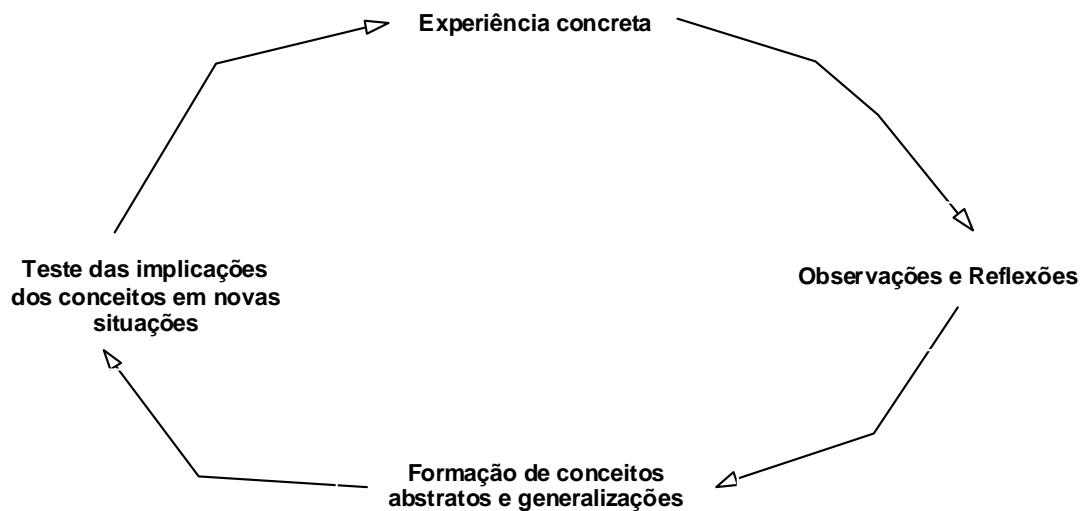 Experiência concreta
Observações e Reflexões
Formação de conceitos
abstratos e generalizações
Teste das implicações
dos conceitos em novas
situações